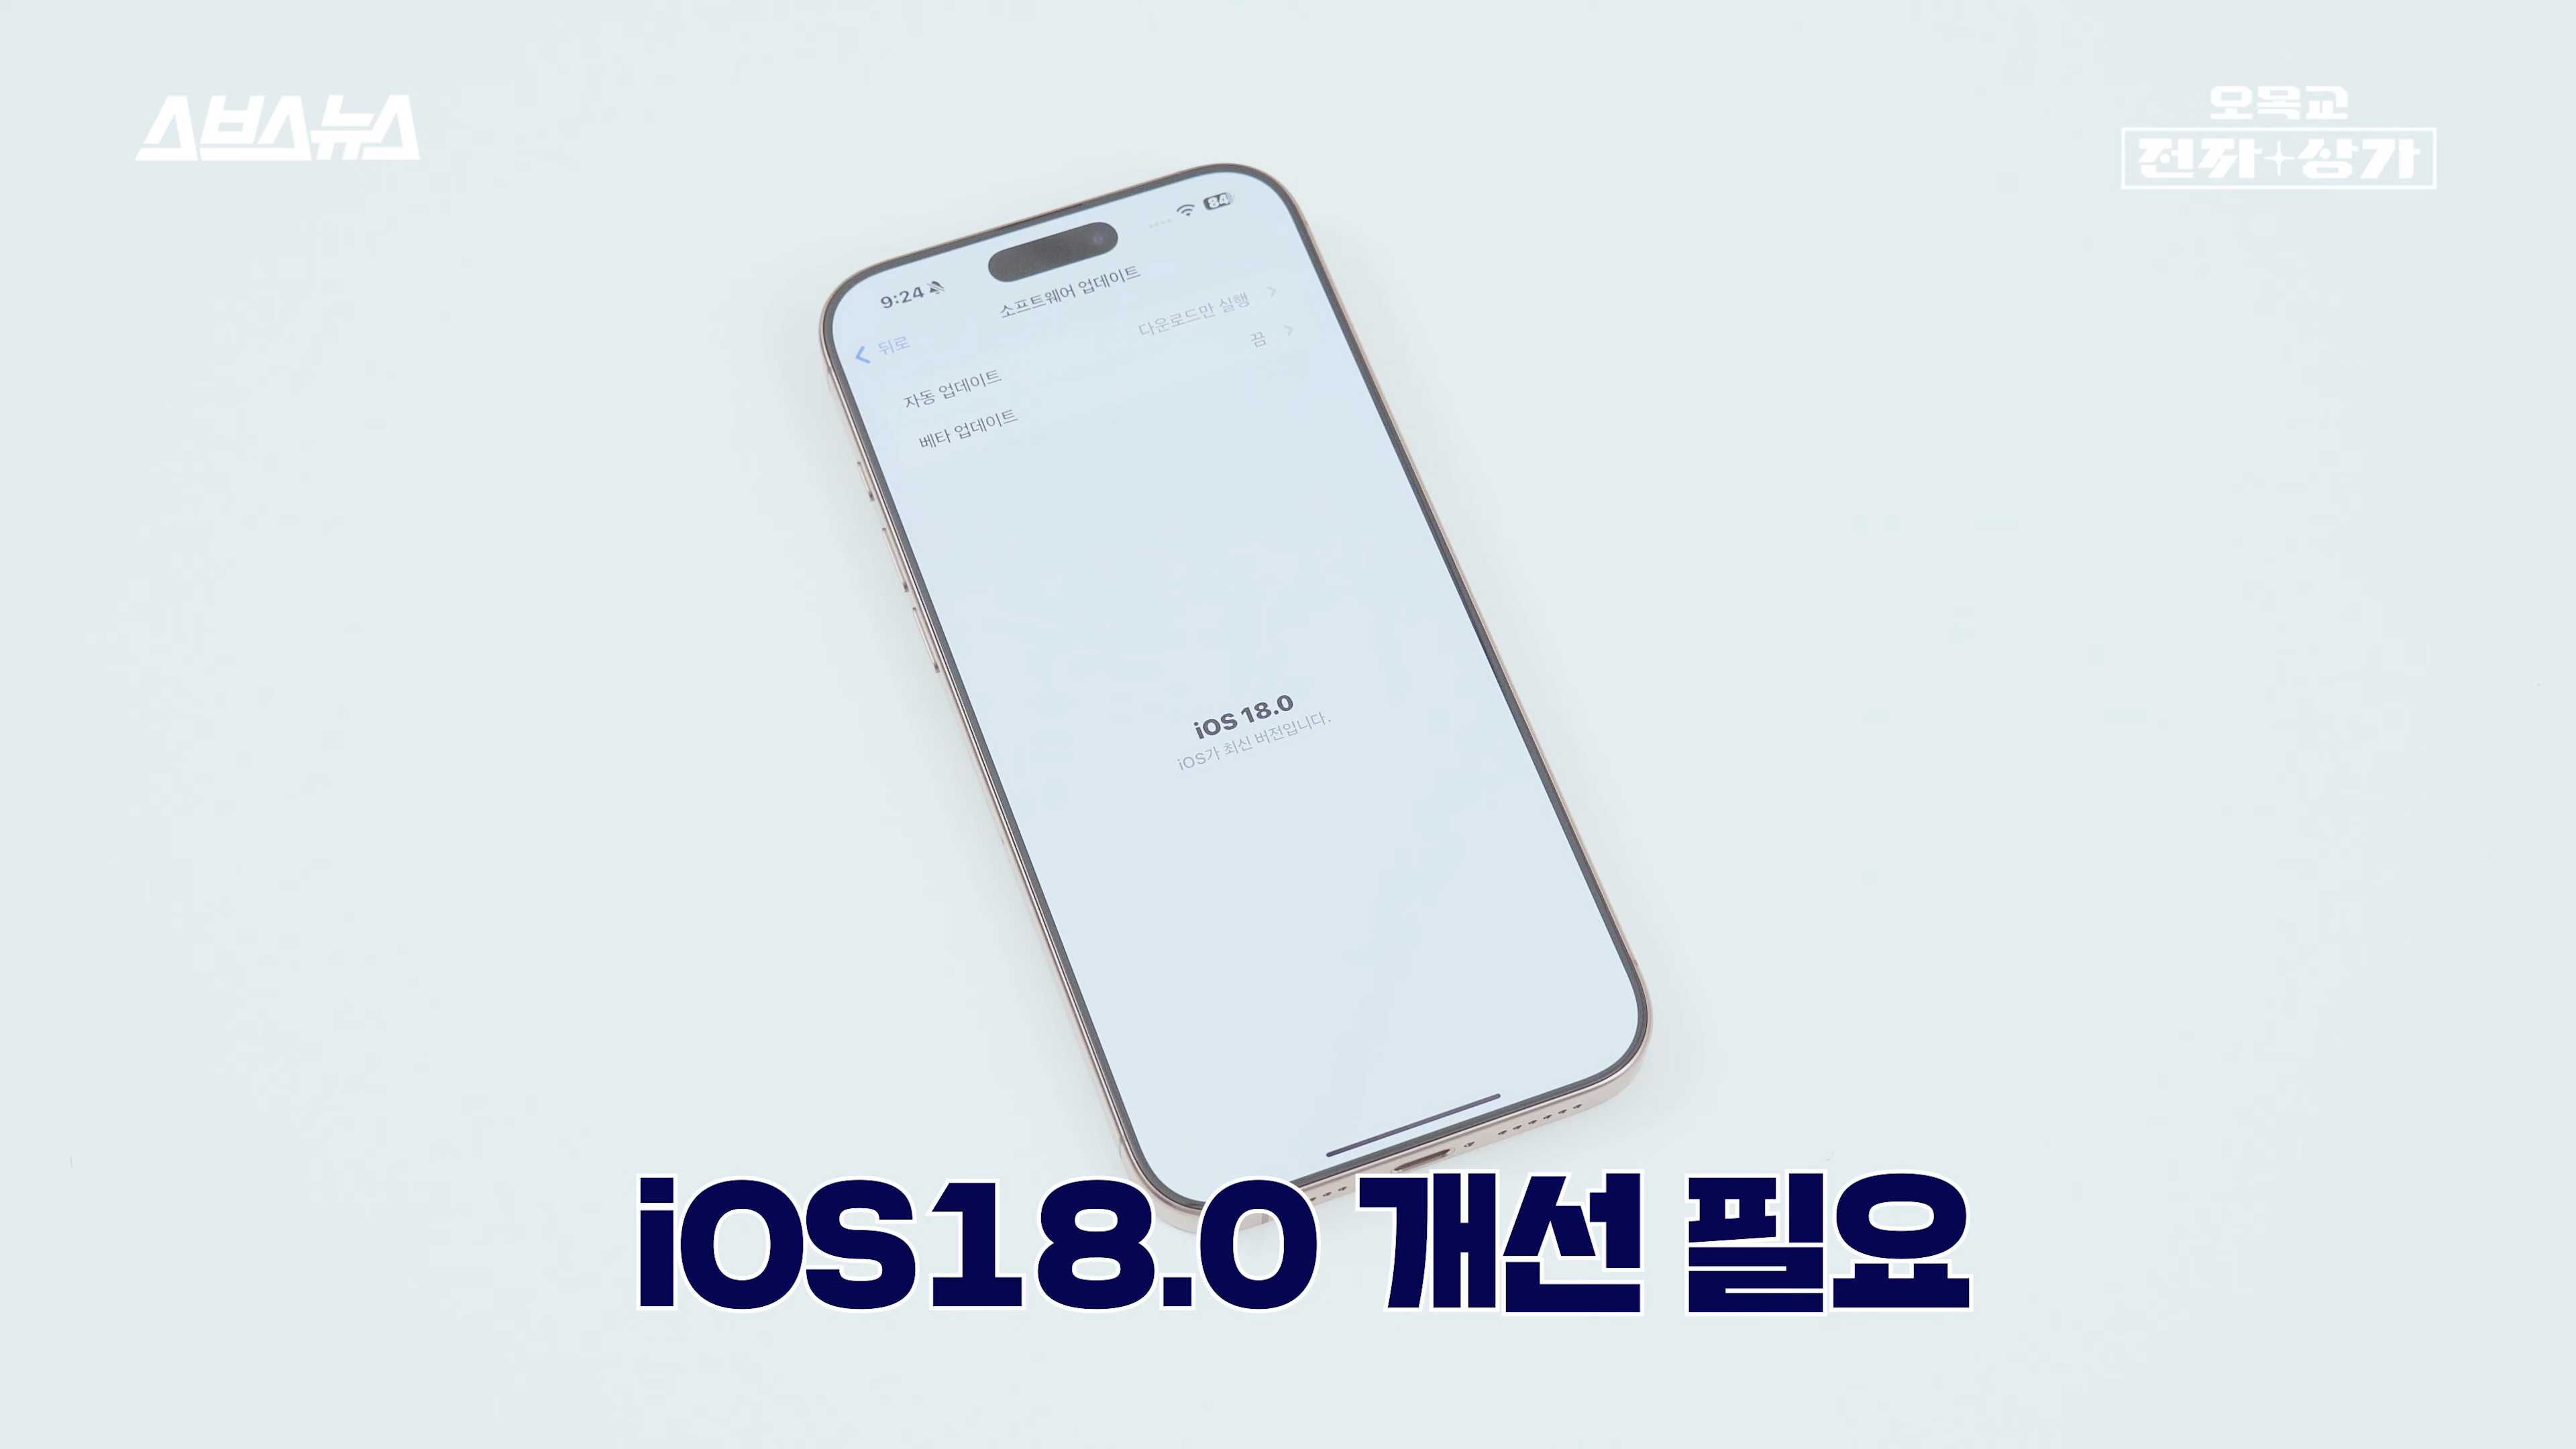 스브스뉴스
오목교
전자상가
9:24
84
소프트웨어 업데이트
뒤로
자동 업데이트 다운로드만 실행
베타 업데이트 끔
iOS 18.0
iOS가 최신 버전입니다.
iOS18.0 개선 필요